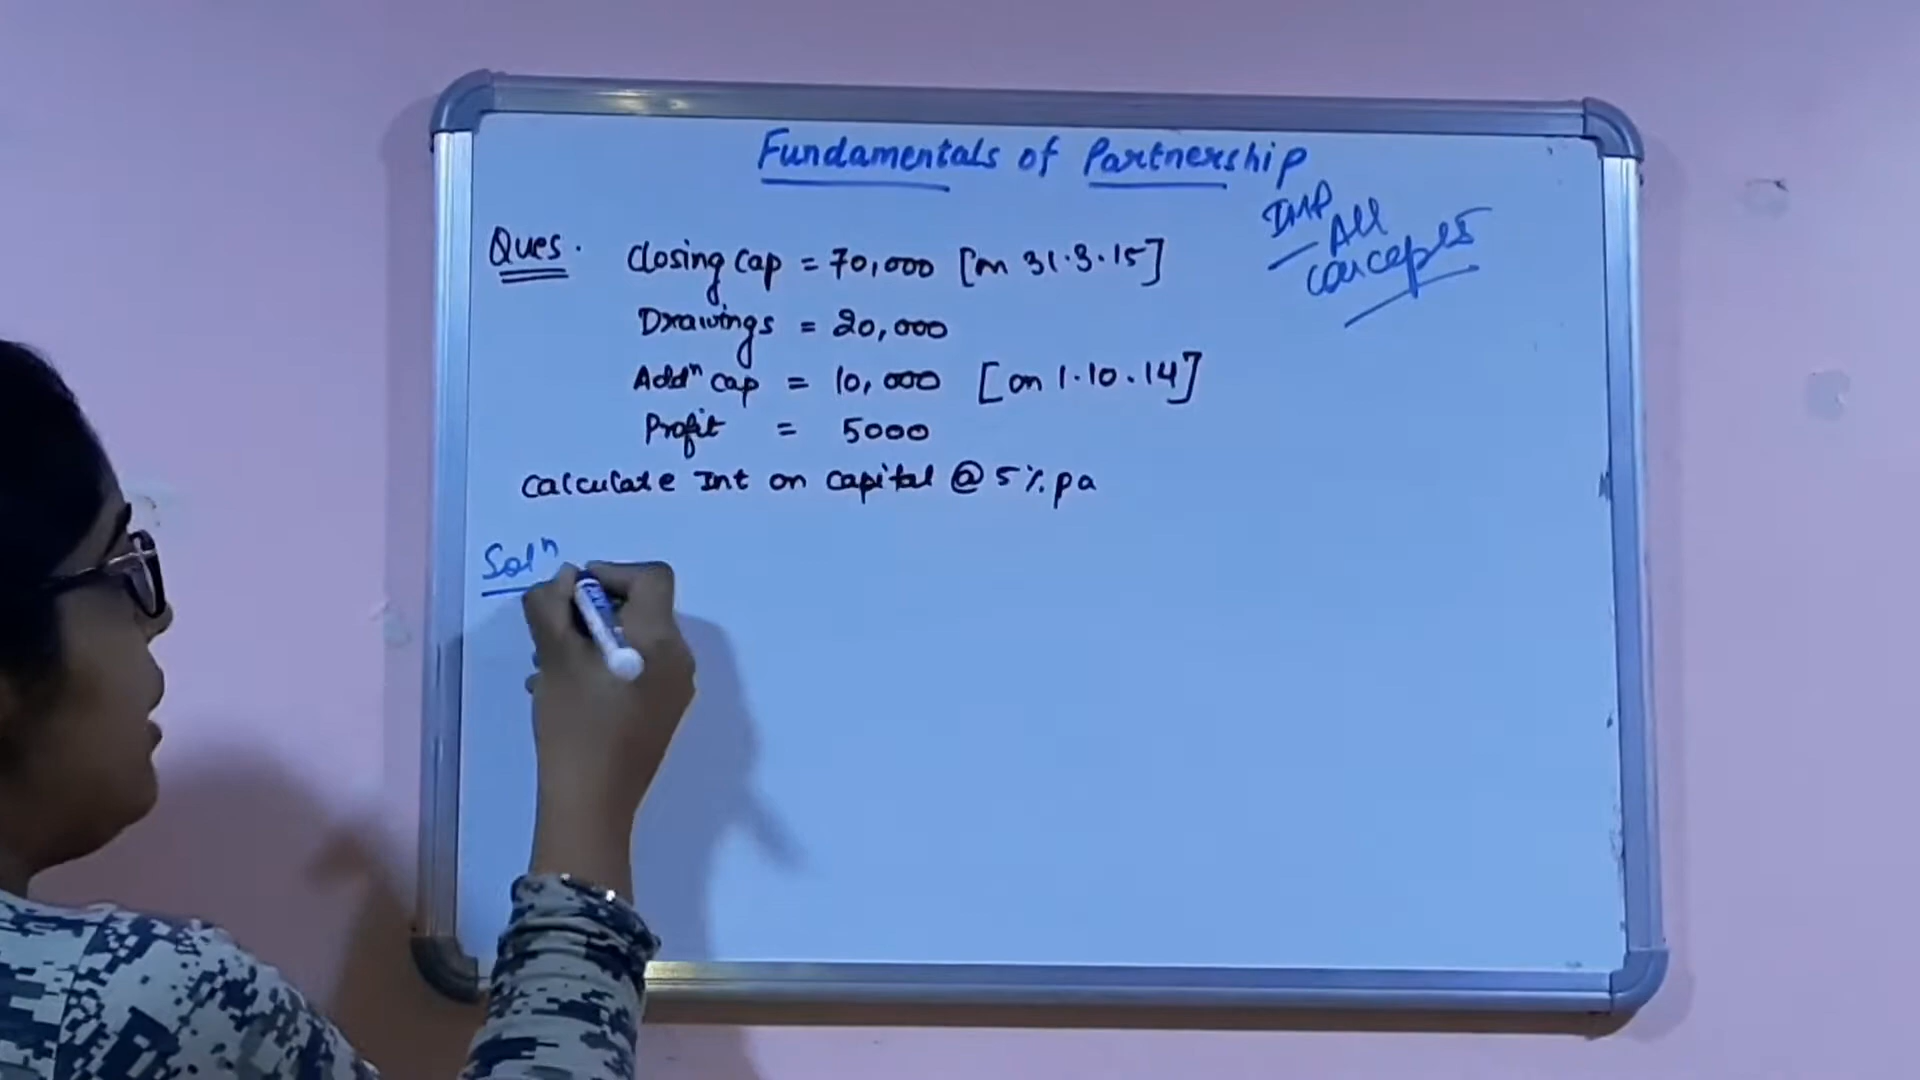 Fundamentals of Partnership
IMP
All
concepts
Ques. Closing Cap = 70,000 [on 31.3.15]
Drawings = 20,000
Addⁿ cap = 10,000 [on 1.10.14]
Profit = 5000
Calculate Int on capital @ 5% pa
Solⁿ